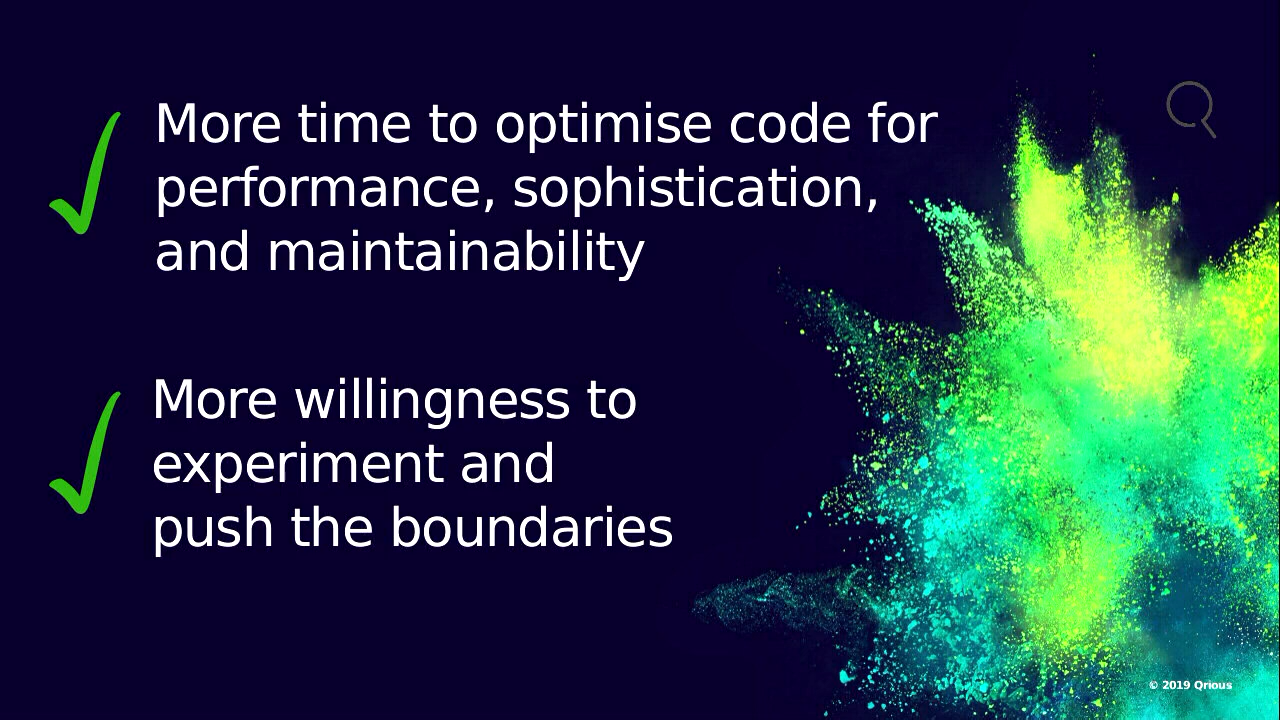 More time to optimise code for
performance, sophistication,
and maintainability
More willingness to
experiment and
push the boundaries
© 2019 Qrious